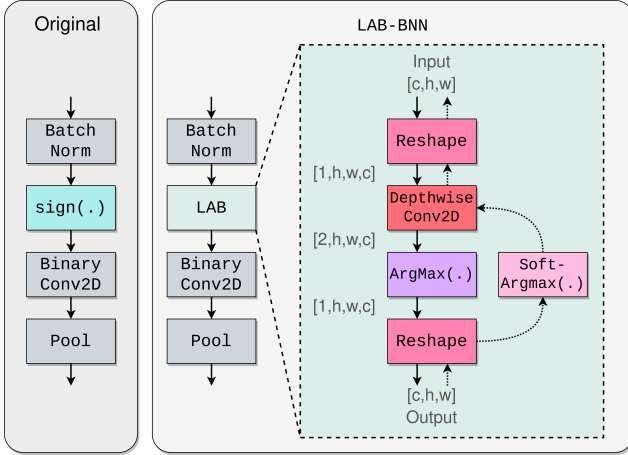 Original
Batch
Norm
sign(.)
Binary
Conv2D
Pool
LAB-BNN
Batch
Norm
LAB
Binary
Conv2D
Pool
Input
[c,h,w]
Reshape
[1,h,w,c]
Depthwise
Conv2D
[2,h,w,c]
ArgMax(.)
Soft-
Argmax(.)
[1,h,w,c]
Reshape
[c,h,w]
Output